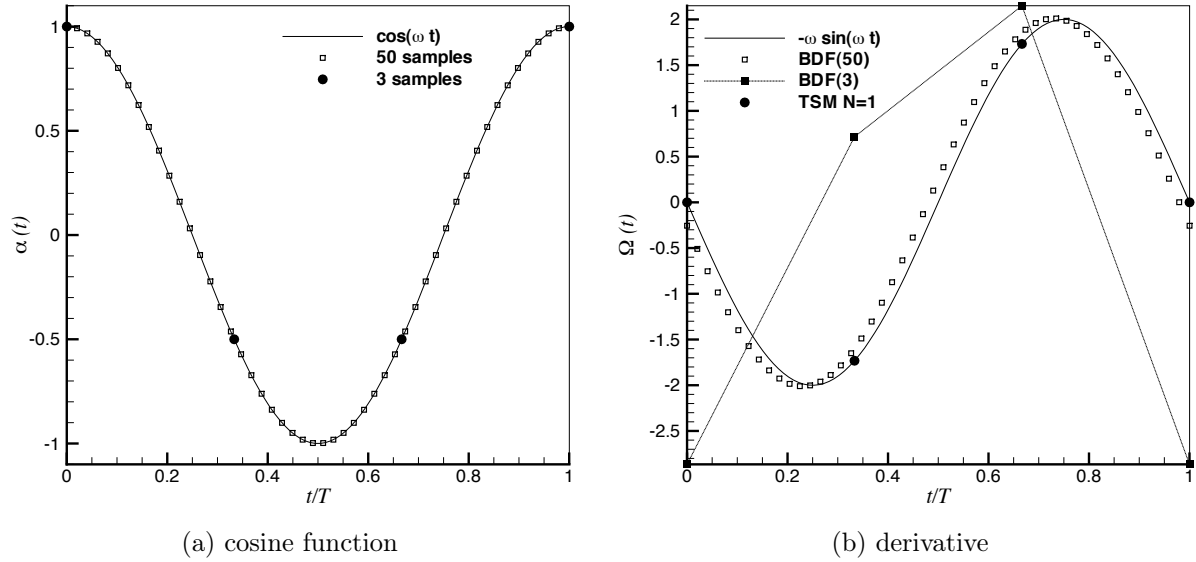 1
0.5
0
-0.5
-1
α (t)
cos(ω t)
50 samples
3 samples
0
0.2
0.4
0.6
0.8
1
t/T
(a) cosine function
2
1.5
1
0.5
0
-0.5
-1
-1.5
-2
-2.5
Ω (t)
-ω sin(ω t)
BDF(50)
BDF(3)
TSM N=1
0
0.2
0.4
0.6
0.8
1
t/T
(b) derivative